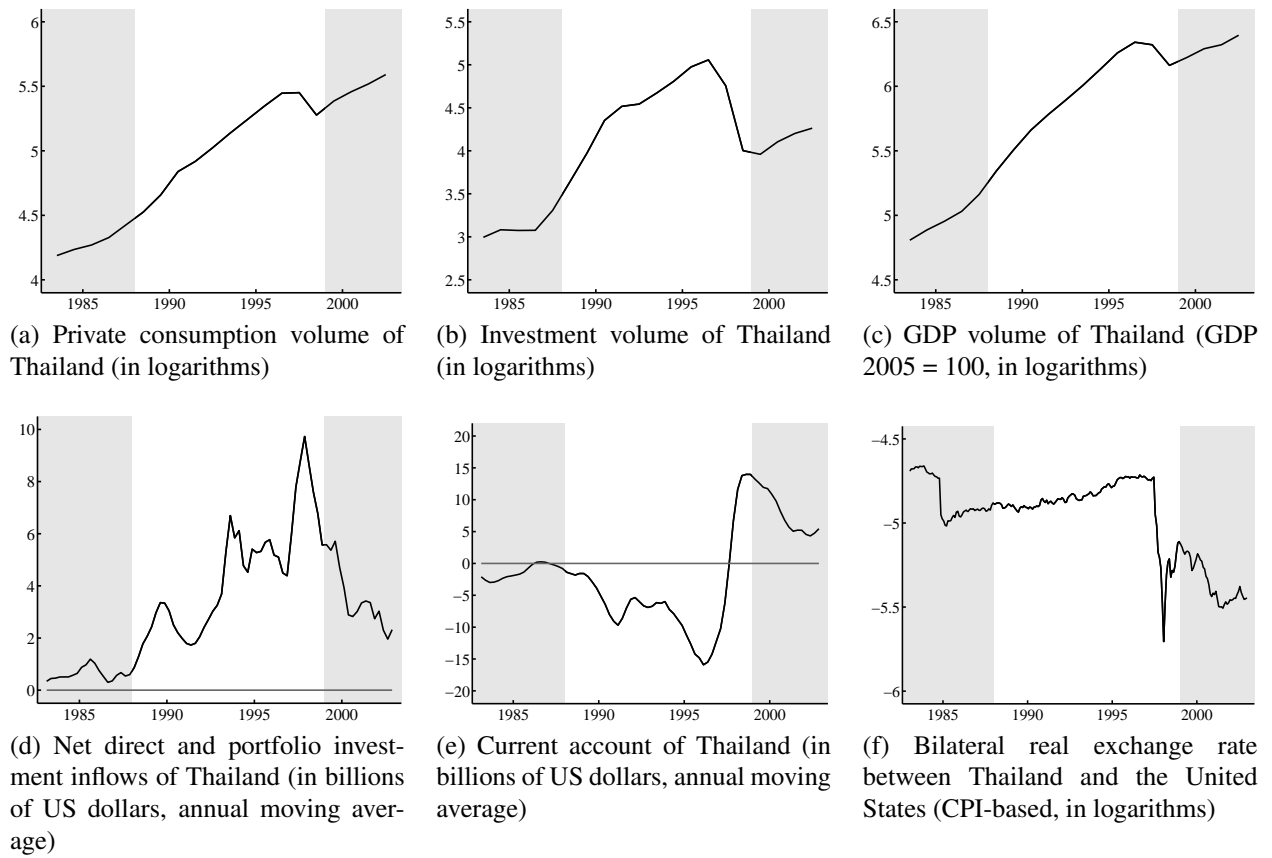 6
5.5
5
4.5
4
1985 1990 1995 2000
(a) Private consumption volume of
Thailand (in logarithms)
5.5
5
4.5
4
3.5
3
2.5
1985 1990 1995 2000
(b) Investment volume of Thailand
(in logarithms)
6.5
6
5.5
5
4.5
1985 1990 1995 2000
(c) GDP volume of Thailand (GDP
2005 = 100, in logarithms)
10
8
6
4
2
0
1985 1990 1995 2000
(d) Net direct and portfolio invest-
ment inflows of Thailand (in billions
of US dollars, annual moving aver-
age)
20
15
10
5
0
−5
−10
−15
−20
1985 1990 1995 2000
(e) Current account of Thailand (in
billions of US dollars, annual moving
average)
−4.5
−5
−5.5
−6
1985 1990 1995 2000
(f) Bilateral real exchange rate
between Thailand and the United
States (CPI-based, in logarithms)